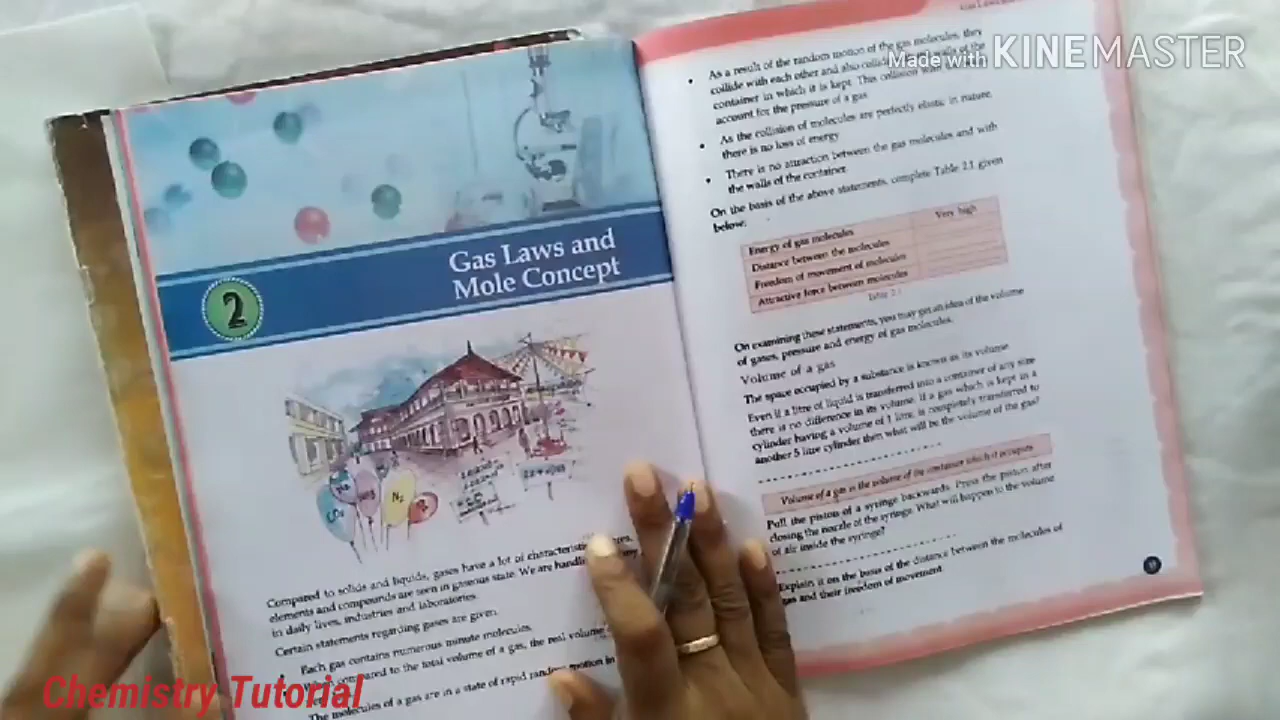 Made with KINEMASTER
Gas Laws and
Mole Concept
2
N₂
Compared to solids and liquids, gases have a lot of characteristic
elements and compounds are seen in gaseous state. We are
in daily lives, industries and laboratories.
Certain statements regarding gases are given.
Each gas contains numerous minute molecules.
compared to the total volume of a gas, the real volume
The molecules of a gas are in a state of rapid random motion in
• As a result of the random motion of the gas molecules, they
collide with each other and also walls of the
container in which it is kept. This collision
account for the pressure of a gas.
• As the collision of molecules are perfectly elastic in nature,
there is no loss of energy
• There is no attraction between the gas molecules and with
the walls of the container.
On the basis of the above statements, complete Table 2.1 given
below:
Energy of gas molecules Very high
Distance between the molecules
Freedom of movement of molecules
Attractive force between molecules
Table 2.1
On examining these statements, you may get an idea of the volume
of gases, pressure and energy of gas molecules.
Volume of a gas
The space occupied by a substance is known as its volume.
Even if a litre of liquid is transferred into a container of any size
there is no difference in its volume. If a gas which is kept in a
cylinder having a volume of 1 litre is completely transferred to
another 5 litre cylinder then what will be the volume of the gas?
Volume of a gas is the volume of the container which it occupies
Pull the piston of a syringe backwards. Press the piston after
closing the nozzle of the syringe. What will happen to the volume
of air inside the syringe?
Explain it on the basis of the distance between the molecules of
gas and their freedom of movement.
Chemistry Tutorial